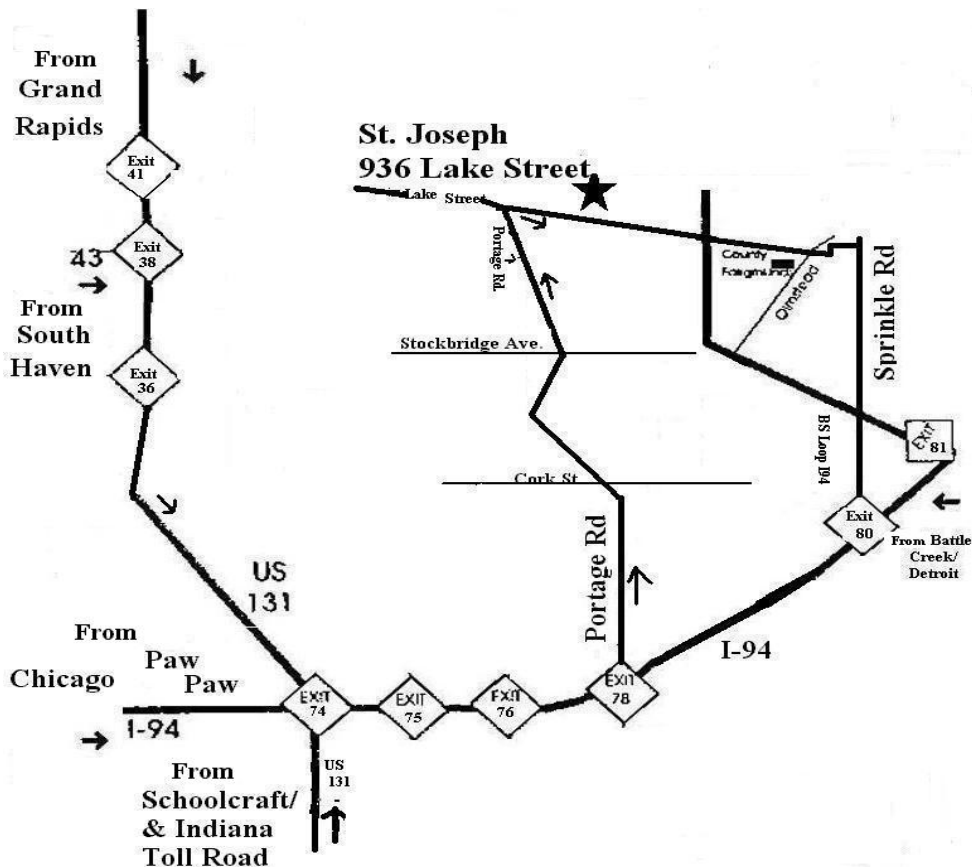 From
Grand
Rapids
Exit
41
43
Exit
38
From
South
Haven
Exit
36
St. Joseph
936 Lake Street
Lake Street
Portage Rd.
County
Fairground
Olmstead
Sprinkle Rd
Stockbridge Ave.
BS Loop I94
EXIT
81
Cork St
Exit
80
From Battle
Creek/
Detroit
US
131
Portage Rd
I-94
From
Chicago
Paw
Paw
I-94
EXIT
74
EXIT
75
EXIT
76
EXIT
78
US
131
From
Schoolcraft/
& Indiana
Toll Road